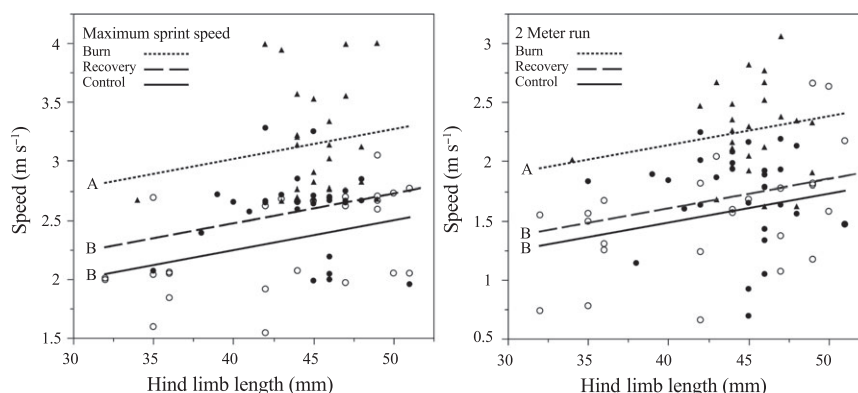 Maximum sprint speed
Burn
Recovery
Control
Speed (m s⁻¹)
4
3.5
3
2.5
2
1.5
A
B
B
30 35 40 45 50
Hind limb length (mm)
2 Meter run
Burn
Recovery
Control
Speed (m s⁻¹)
3
2.5
2
1.5
1
0.5
A
B
B
30 35 40 45 50
Hind limb length (mm)